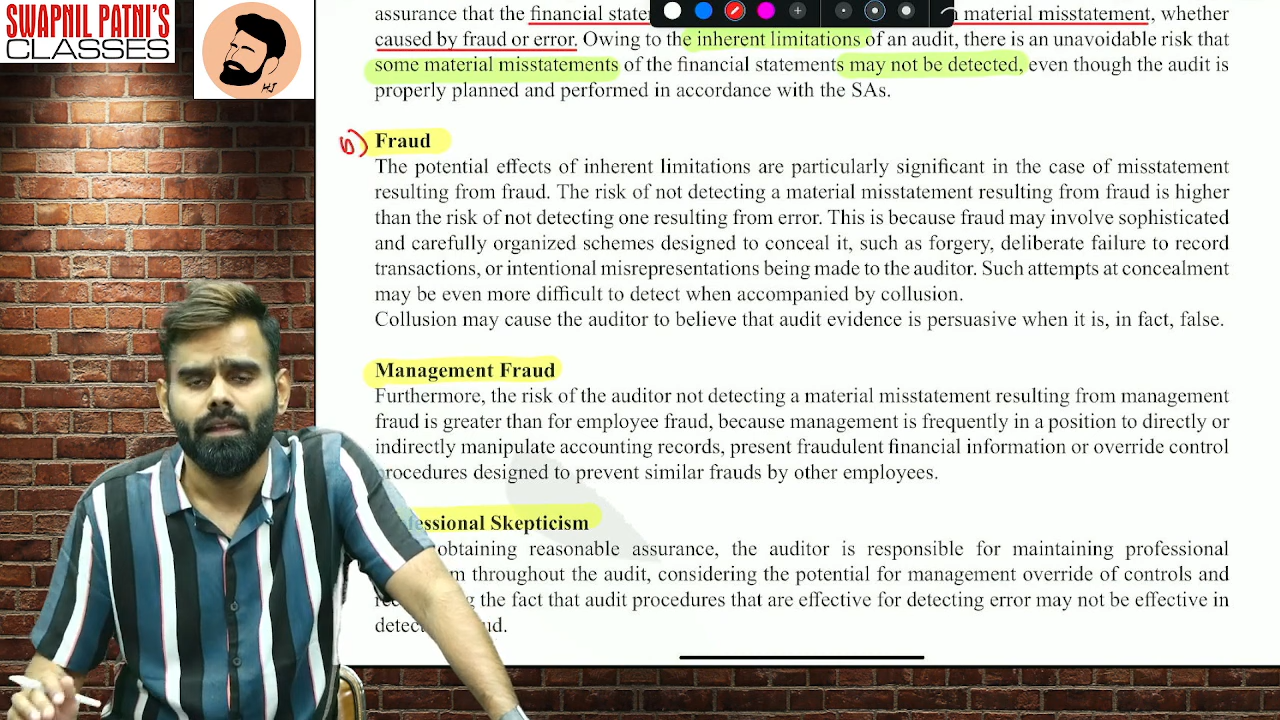 SWAPNIL PATNI'S
CLASSES
HJ
assurance that the financial state material misstatement, whether
caused by fraud or error. Owing to the inherent limitations of an audit, there is an unavoidable risk that
some material misstatements of the financial statements may not be detected, even though the audit is
properly planned and performed in accordance with the SAs.
b) Fraud
The potential effects of inherent limitations are particularly significant in the case of misstatement
resulting from fraud. The risk of not detecting a material misstatement resulting from fraud is higher
than the risk of not detecting one resulting from error. This is because fraud may involve sophisticated
and carefully organized schemes designed to conceal it, such as forgery, deliberate failure to record
transactions, or intentional misrepresentations being made to the auditor. Such attempts at concealment
may be even more difficult to detect when accompanied by collusion.
Collusion may cause the auditor to believe that audit evidence is persuasive when it is, in fact, false.
Management Fraud
Furthermore, the risk of the auditor not detecting a material misstatement resulting from management
fraud is greater than for employee fraud, because management is frequently in a position to directly or
indirectly manipulate accounting records, present fraudulent financial information or override control
rocedures designed to prevent similar frauds by other employees.
fessional Skepticism
obtaining reasonable assurance, the auditor is responsible for maintaining professional
m throughout the audit, considering the potential for management override of controls and
the fact that audit procedures that are effective for detecting error may not be effective in
detec ud.